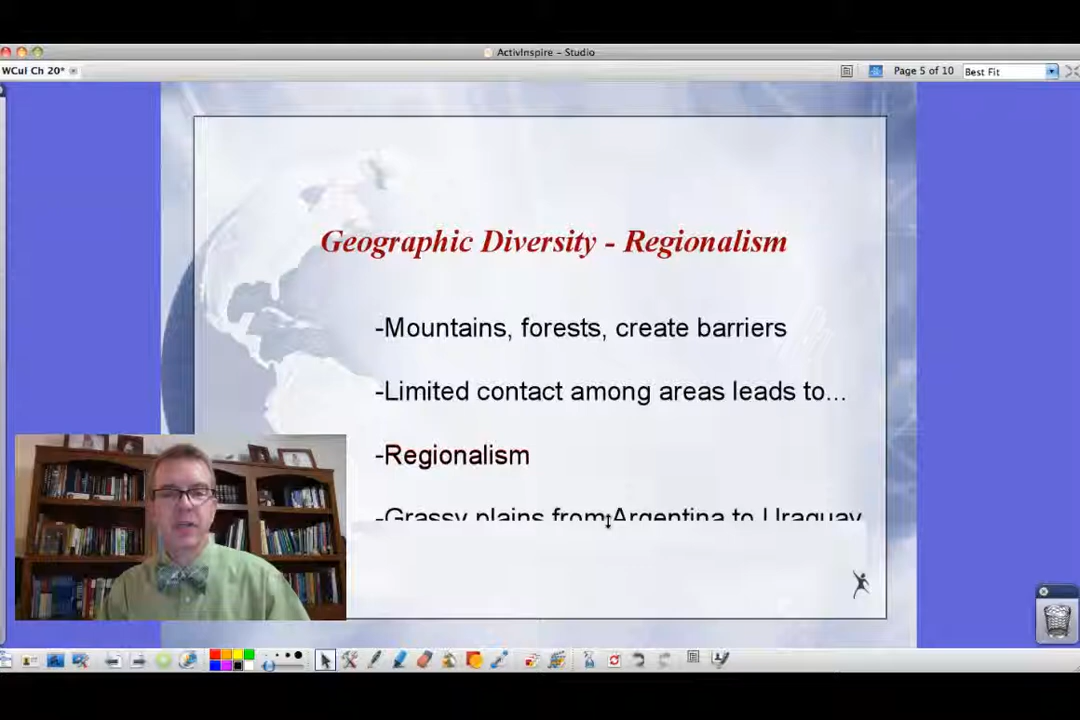 ActivInspire - Studio
WCul Ch 20*
Page 5 of 10
Best Fit
Geographic Diversity - Regionalism
-Mountains, forests, create barriers
-Limited contact among areas leads to...
-Regionalism
-Grassy plains from Argentina to Uraguay